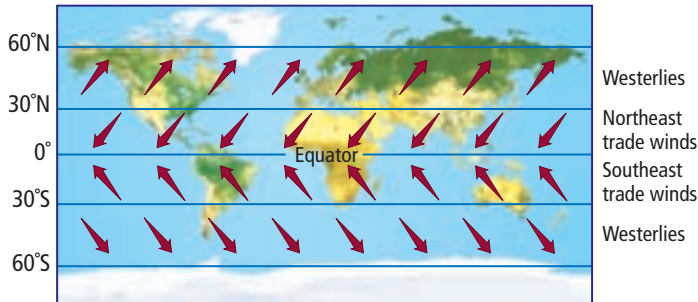 60°N
Westerlies
30°N
Northeast
trade winds
0°
Equator
Southeast
trade winds
30°S
Westerlies
60°S